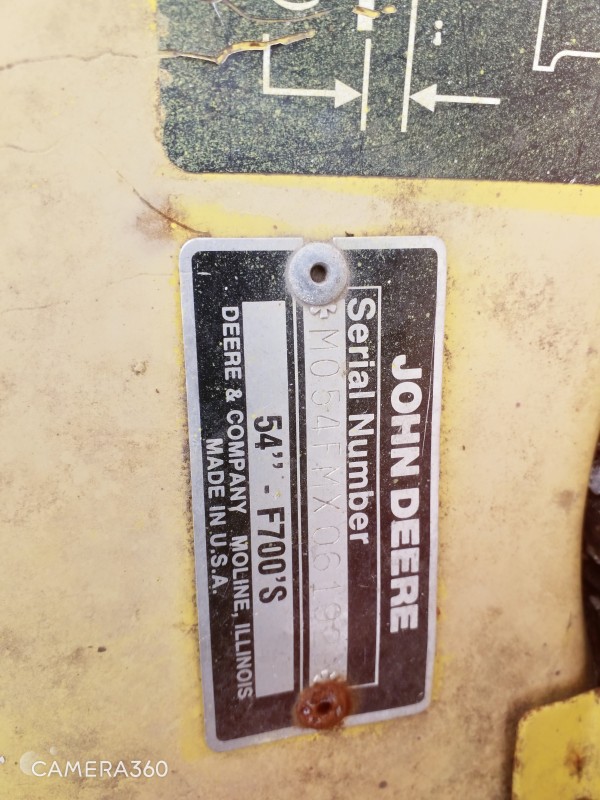 JOHN DEERE
Serial Number
54" - F700'S
DEERE & COMPANY MOLINE, ILLINOIS
MADE IN U.S.A.
CAMERA360